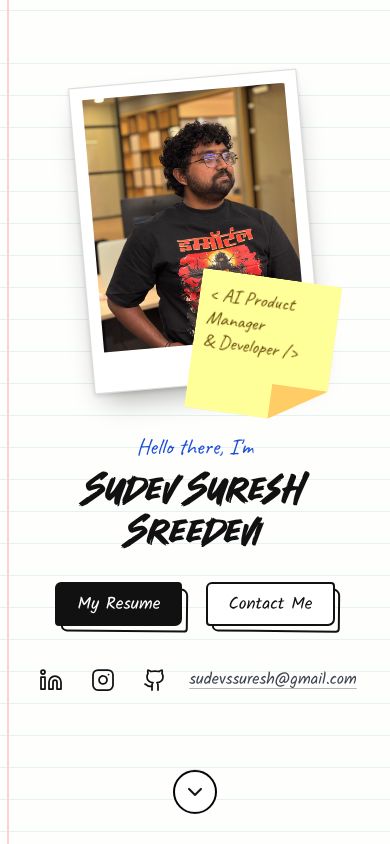 इम्मॉर्टल
< AI Product
Manager
& Developer />
Hello there, I'm
SUDEV SURESH
SREEDEVI
My Resume
Contact Me
sudevssuresh@gmail.com